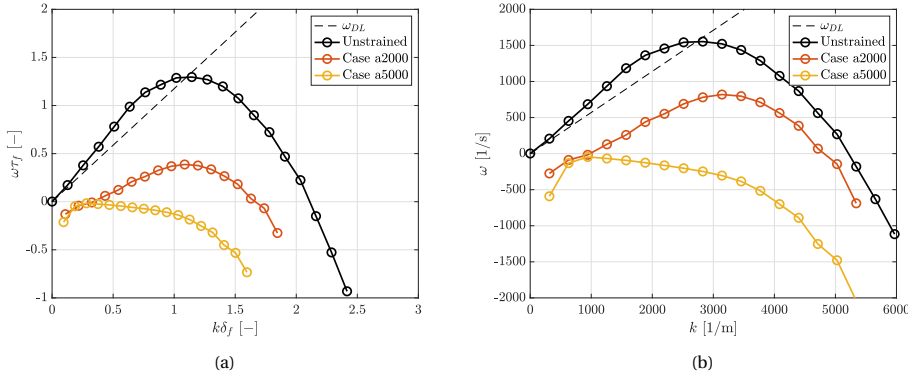 2
1.5
1
0.5
0
-0.5
-1
ωτ_f [−]
0 0.5 1 1.5 2 2.5 3
kδ_f [−]
ω_DL
Unstrained
Case a2000
Case a5000
(a)
2000
1500
1000
500
0
-500
-1000
-1500
-2000
ω [1/s]
0 1000 2000 3000 4000 5000 6000
k [1/m]
ω_DL
Unstrained
Case a2000
Case a5000
(b)